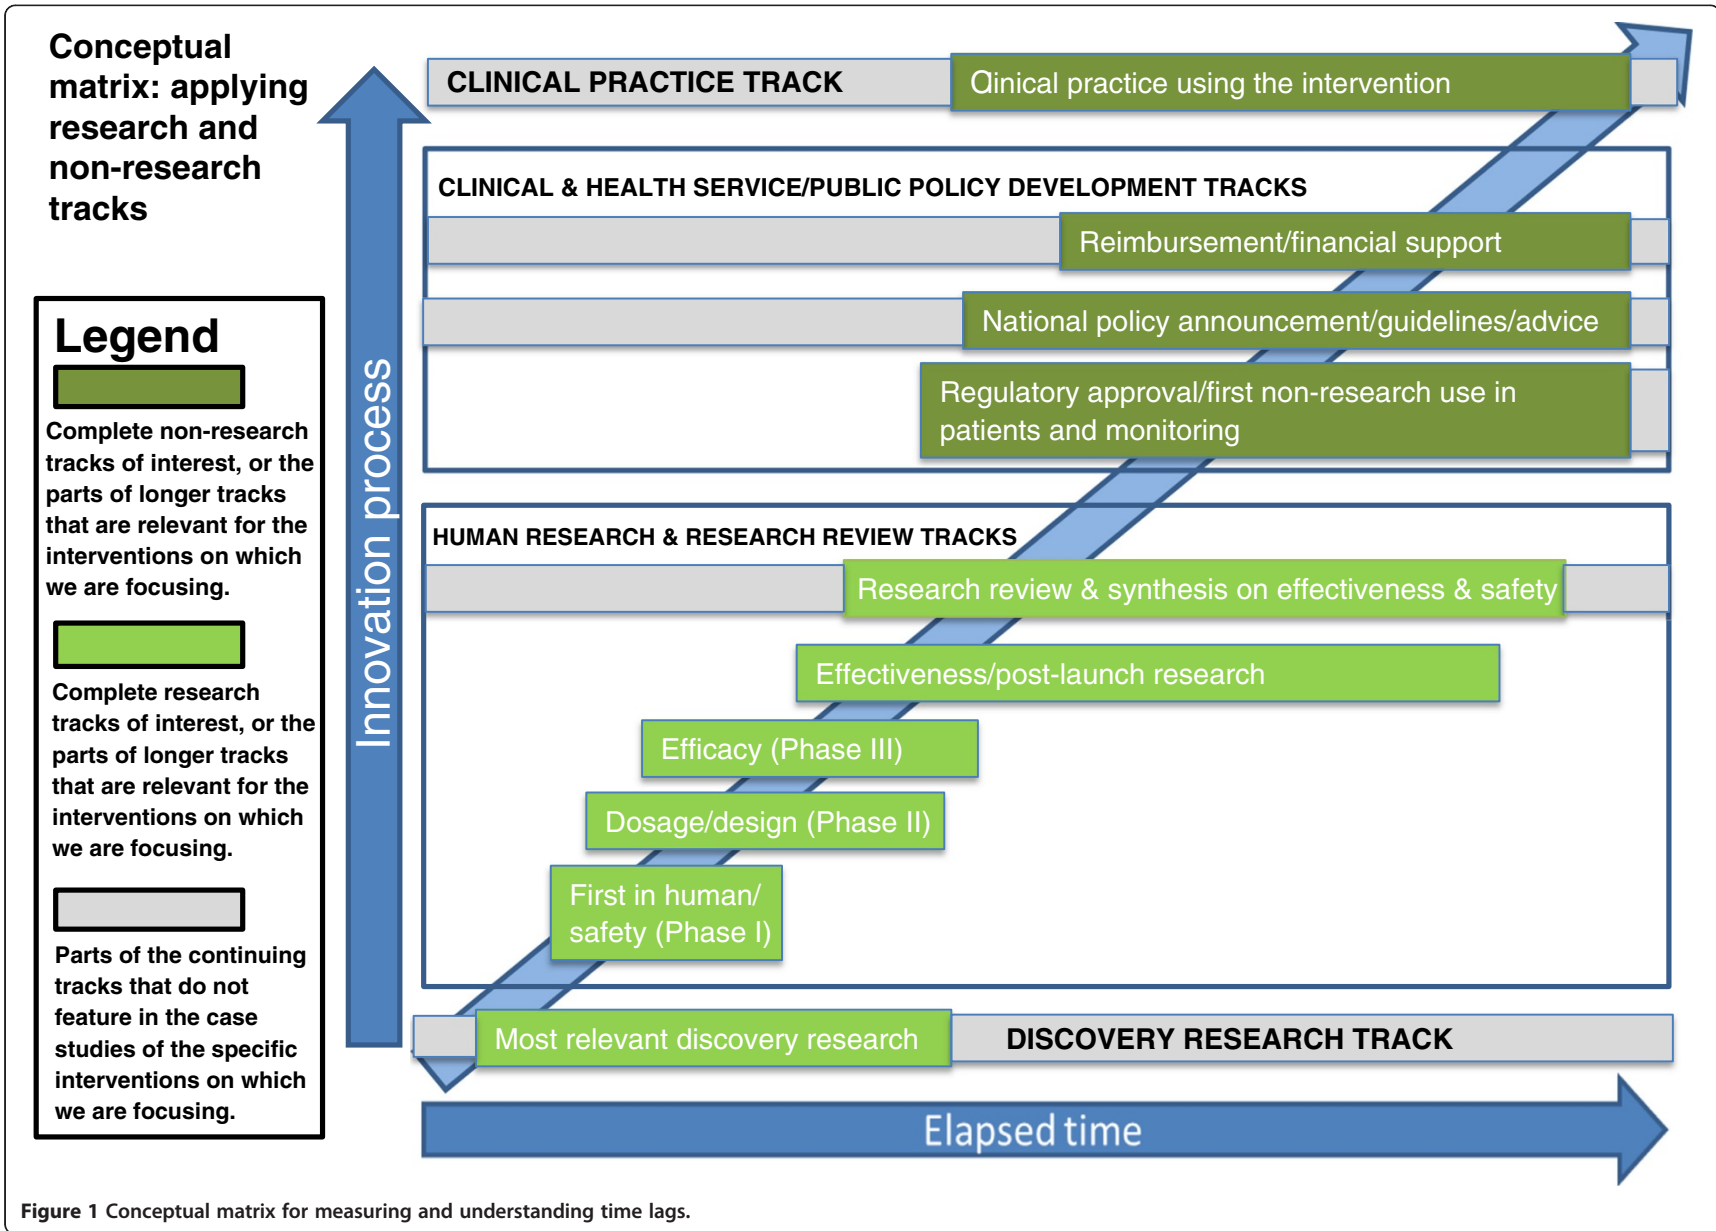 Conceptual
matrix: applying
research and
non-research
tracks
Legend
Complete non-research
tracks of interest, or the
parts of longer tracks
that are relevant for the
interventions on which
we are focusing.
Complete research
tracks of interest, or the
parts of longer tracks
that are relevant for the
interventions on which
we are focusing.
Parts of the continuing
tracks that do not
feature in the case
studies of the specific
interventions on which
we are focusing.
Innovation process
CLINICAL PRACTICE TRACK
Clinical practice using the intervention
CLINICAL & HEALTH SERVICE/PUBLIC POLICY DEVELOPMENT TRACKS
Reimbursement/financial support
National policy announcement/guidelines/advice
Regulatory approval/first non-research use in
patients and monitoring
HUMAN RESEARCH & RESEARCH REVIEW TRACKS
Research review & synthesis on effectiveness & safety
Effectiveness/post-launch research
Efficacy (Phase III)
Dosage/design (Phase II)
First in human/
safety (Phase I)
Most relevant discovery research
DISCOVERY RESEARCH TRACK
Elapsed time
Figure 1 Conceptual matrix for measuring and understanding time lags.